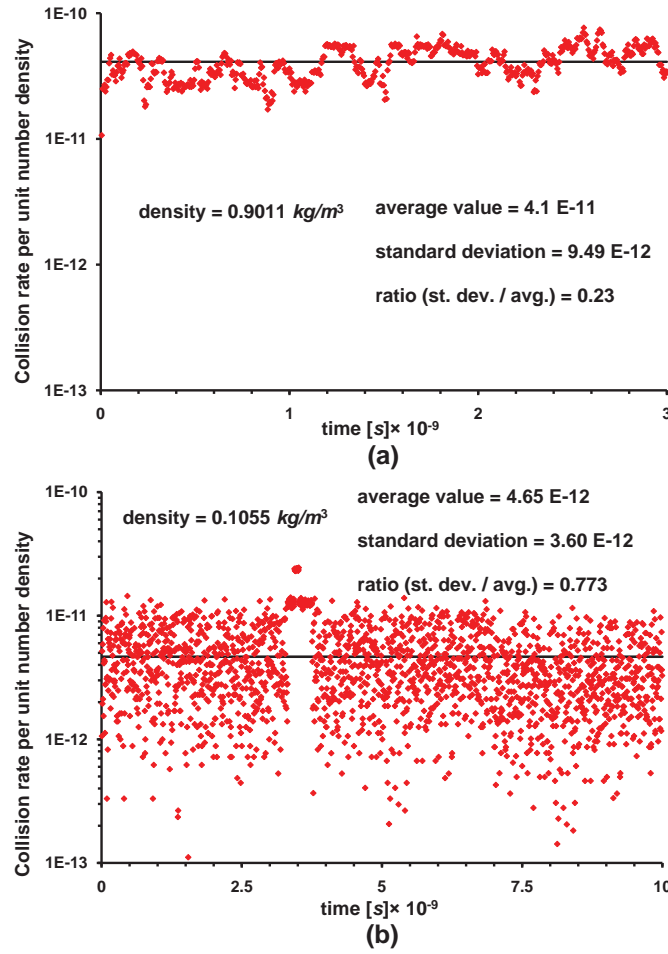 Collision rate per unit number density
1E-10
1E-11
1E-12
1E-13
density = 0.9011 kg/m³
average value = 4.1 E-11
standard deviation = 9.49 E-12
ratio (st. dev. / avg.) = 0.23
0 1 2 3
time [s]× 10⁻⁹
(a)
Collision rate per unit number density
1E-10
1E-11
1E-12
1E-13
density = 0.1055 kg/m³
average value = 4.65 E-12
standard deviation = 3.60 E-12
ratio (st. dev. / avg.) = 0.773
0 2.5 5 7.5 10
time [s]× 10⁻⁹
(b)